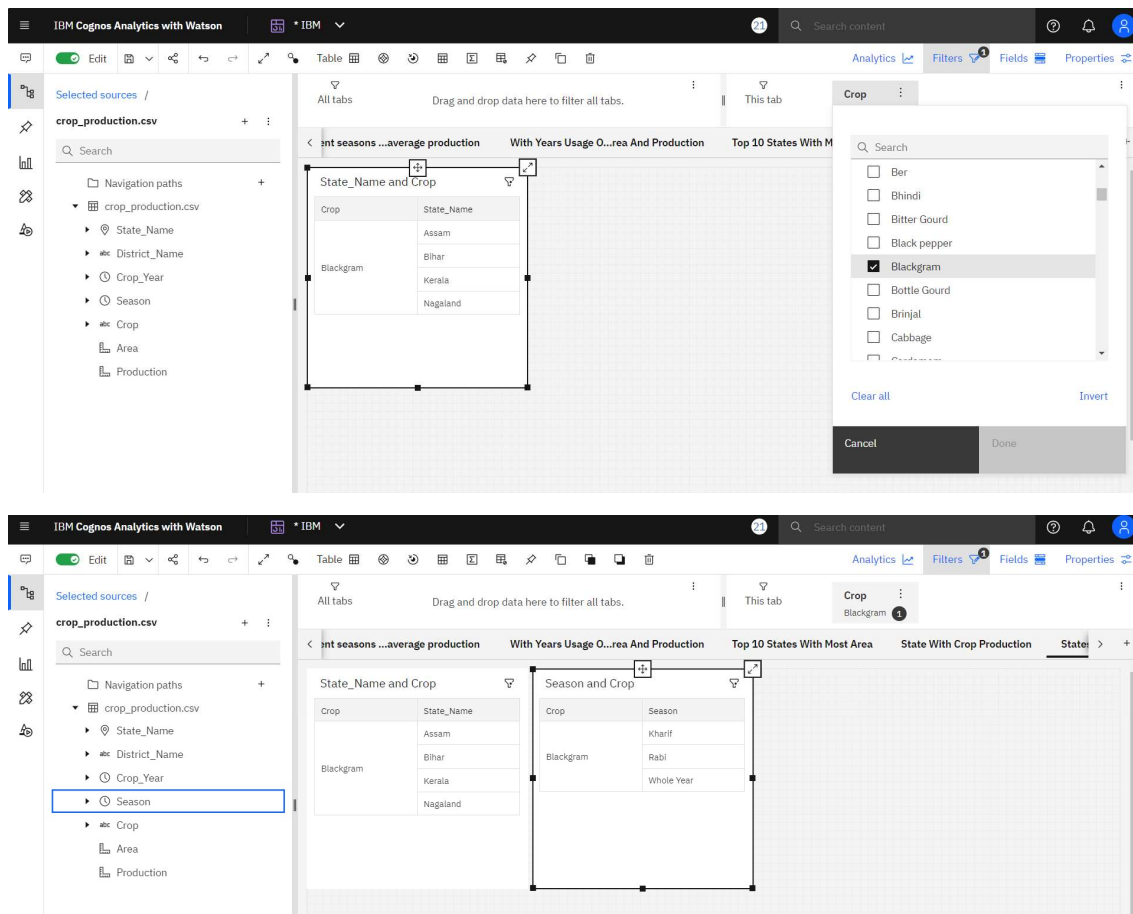 IBM Cognos Analytics with Watson
* IBM
21
Search content
Edit
Table
Analytics
Filters 1
Fields
Properties
Selected sources /
All tabs
Drag and drop data here to filter all tabs.
This tab
Crop
crop_production.csv
+
Search
ent seasons ...average production
With Years Usage O...rea And Production
Top 10 States With M
Search
Navigation paths
+
crop_production.csv
State_Name
abc District_Name
Crop_Year
Season
abc Crop
Area
Production
State_Name and Crop
Crop
State_Name
Blackgram
Assam
Bihar
Kerala
Nagaland
Ber
Bhindi
Bitter Gourd
Black pepper
Blackgram
Bottle Gourd
Brinjal
Cabbage
Clear all
Invert
Cancel
Done
IBM Cognos Analytics with Watson
* IBM
21
Search content
Edit
Table
Analytics
Filters 1
Fields
Properties
Selected sources /
All tabs
Drag and drop data here to filter all tabs.
This tab
Crop
Blackgram 1
crop_production.csv
+
Search
ent seasons ...average production
With Years Usage O...rea And Production
Top 10 States With Most Area
State With Crop Production
States
+
Navigation paths
+
crop_production.csv
State_Name
abc District_Name
Crop_Year
Season
abc Crop
Area
Production
State_Name and Crop
Crop
State_Name
Blackgram
Assam
Bihar
Kerala
Nagaland
Season and Crop
Crop
Season
Blackgram
Kharif
Rabi
Whole Year